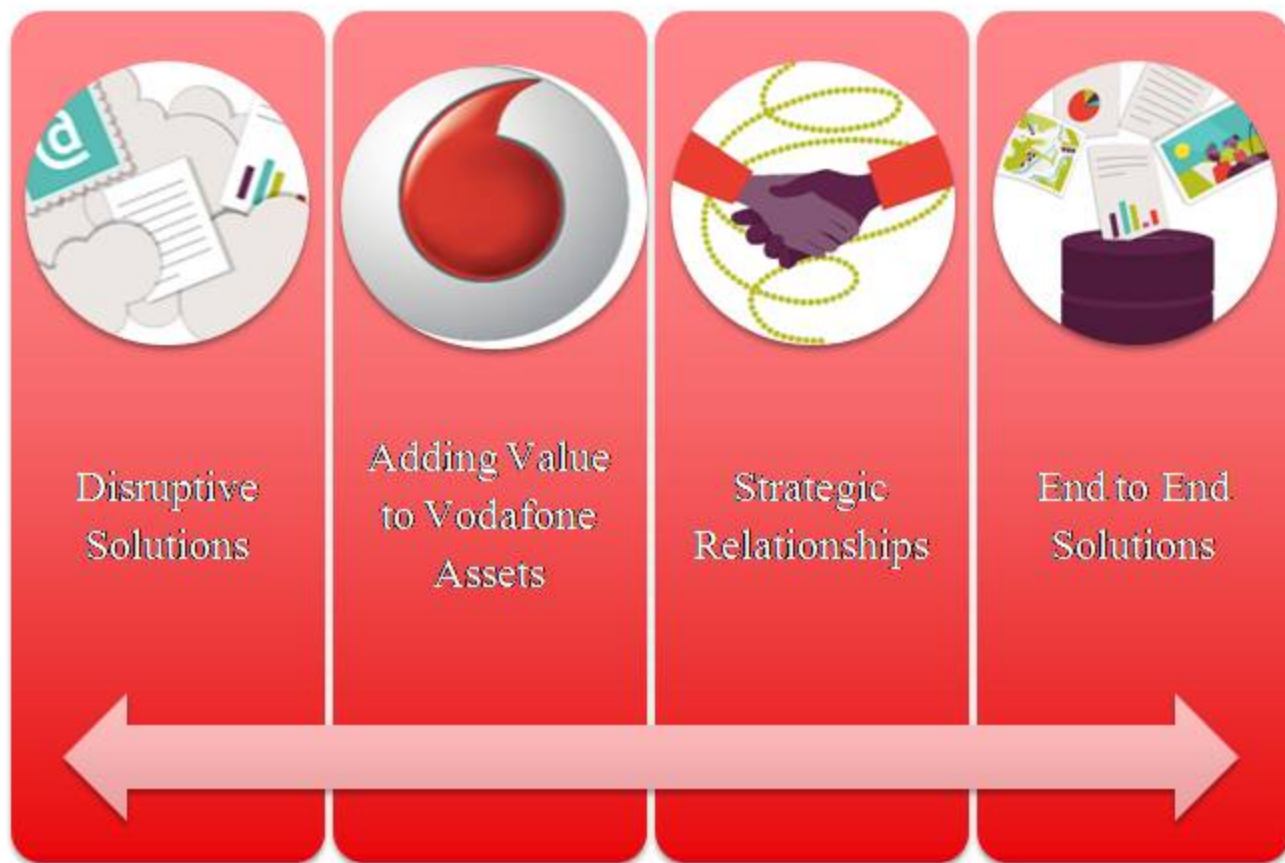 @
Disruptive
Solutions
Adding Value
to Vodafone
Assets
Strategic
Relationships
End to End
Solutions